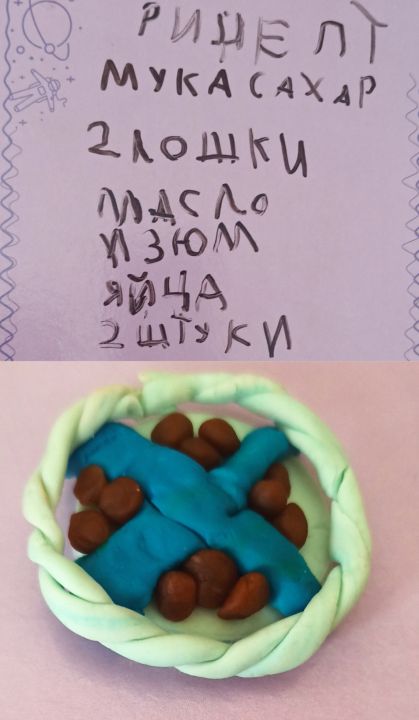 РИЦЕПТ
МУКА САХАР
2 ЛОШКИ
МАСЛО
ИЗЮМ
ЯЙЦА
2 ШТУКИ